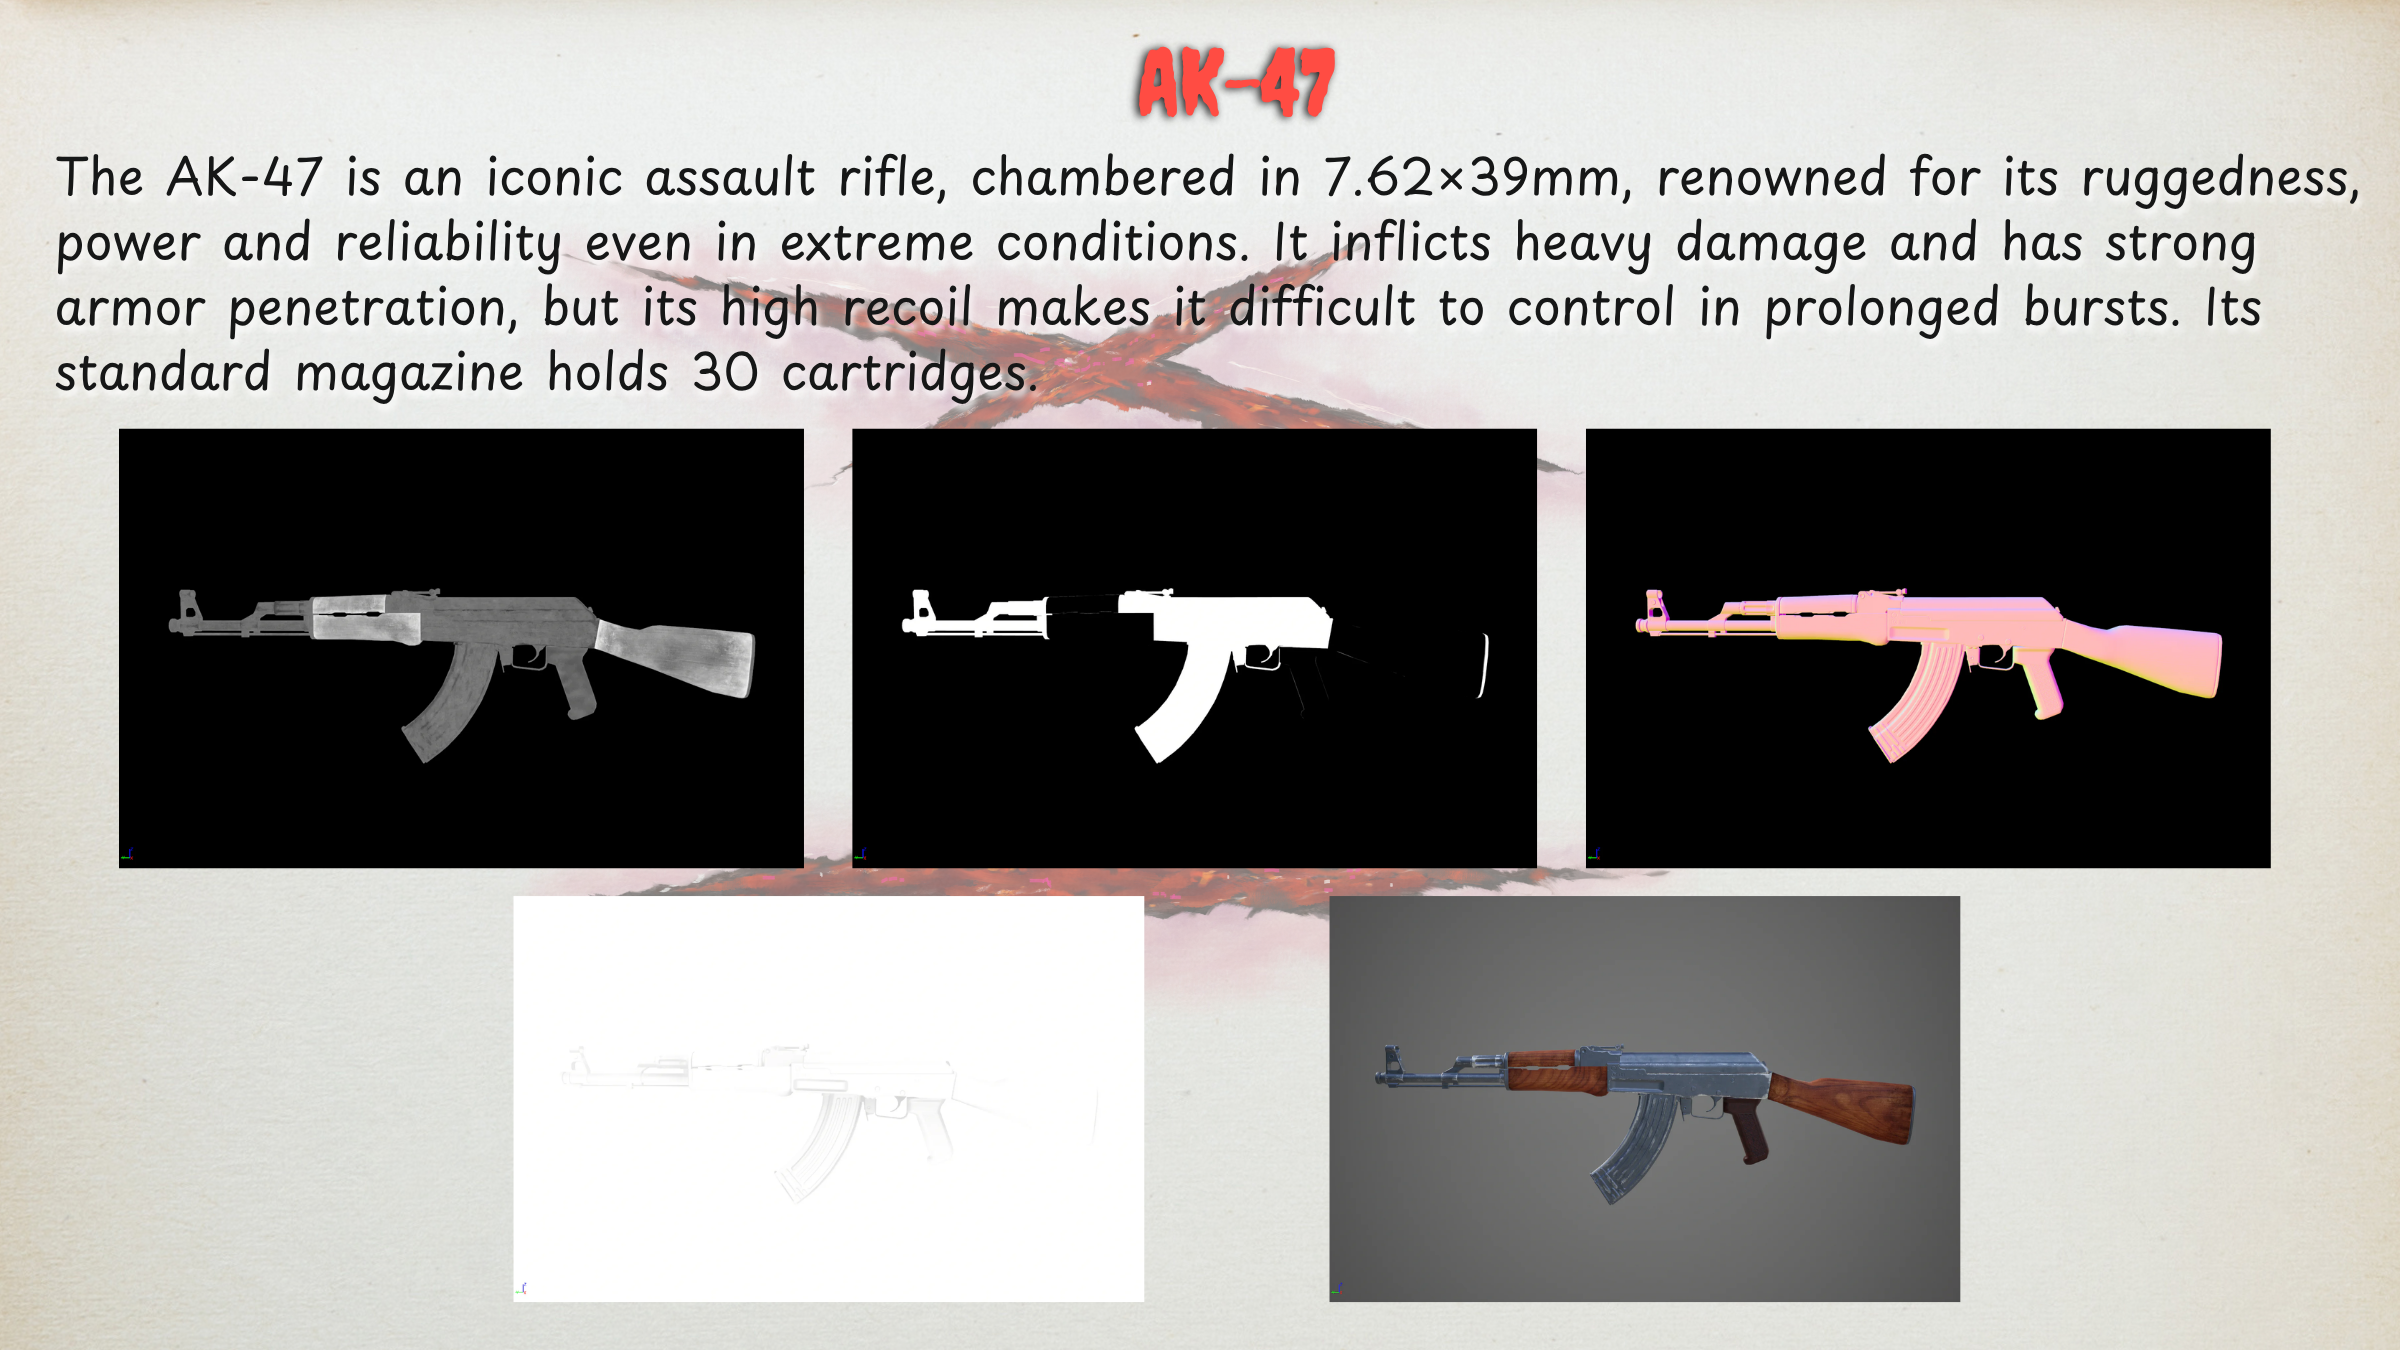 AK-47
The AK-47 is an iconic assault rifle, chambered in 7.62×39mm, renowned for its ruggedness,
power and reliability even in extreme conditions. It inflicts heavy damage and has strong
armor penetration, but its high recoil makes it difficult to control in prolonged bursts. Its
standard magazine holds 30 cartridges.